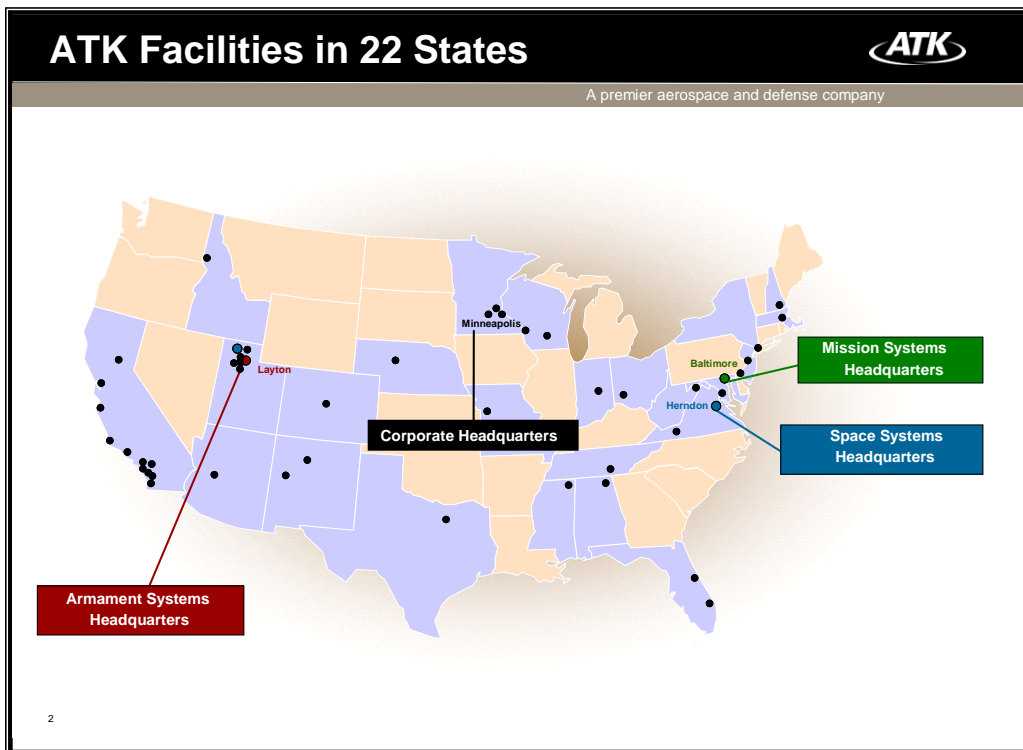 ATK Facilities in 22 States
ATK
A premier aerospace and defense company
Minneapolis
Layton
Baltimore
Mission Systems
Headquarters
Herndon
Corporate Headquarters
Space Systems
Headquarters
Armament Systems
Headquarters
2